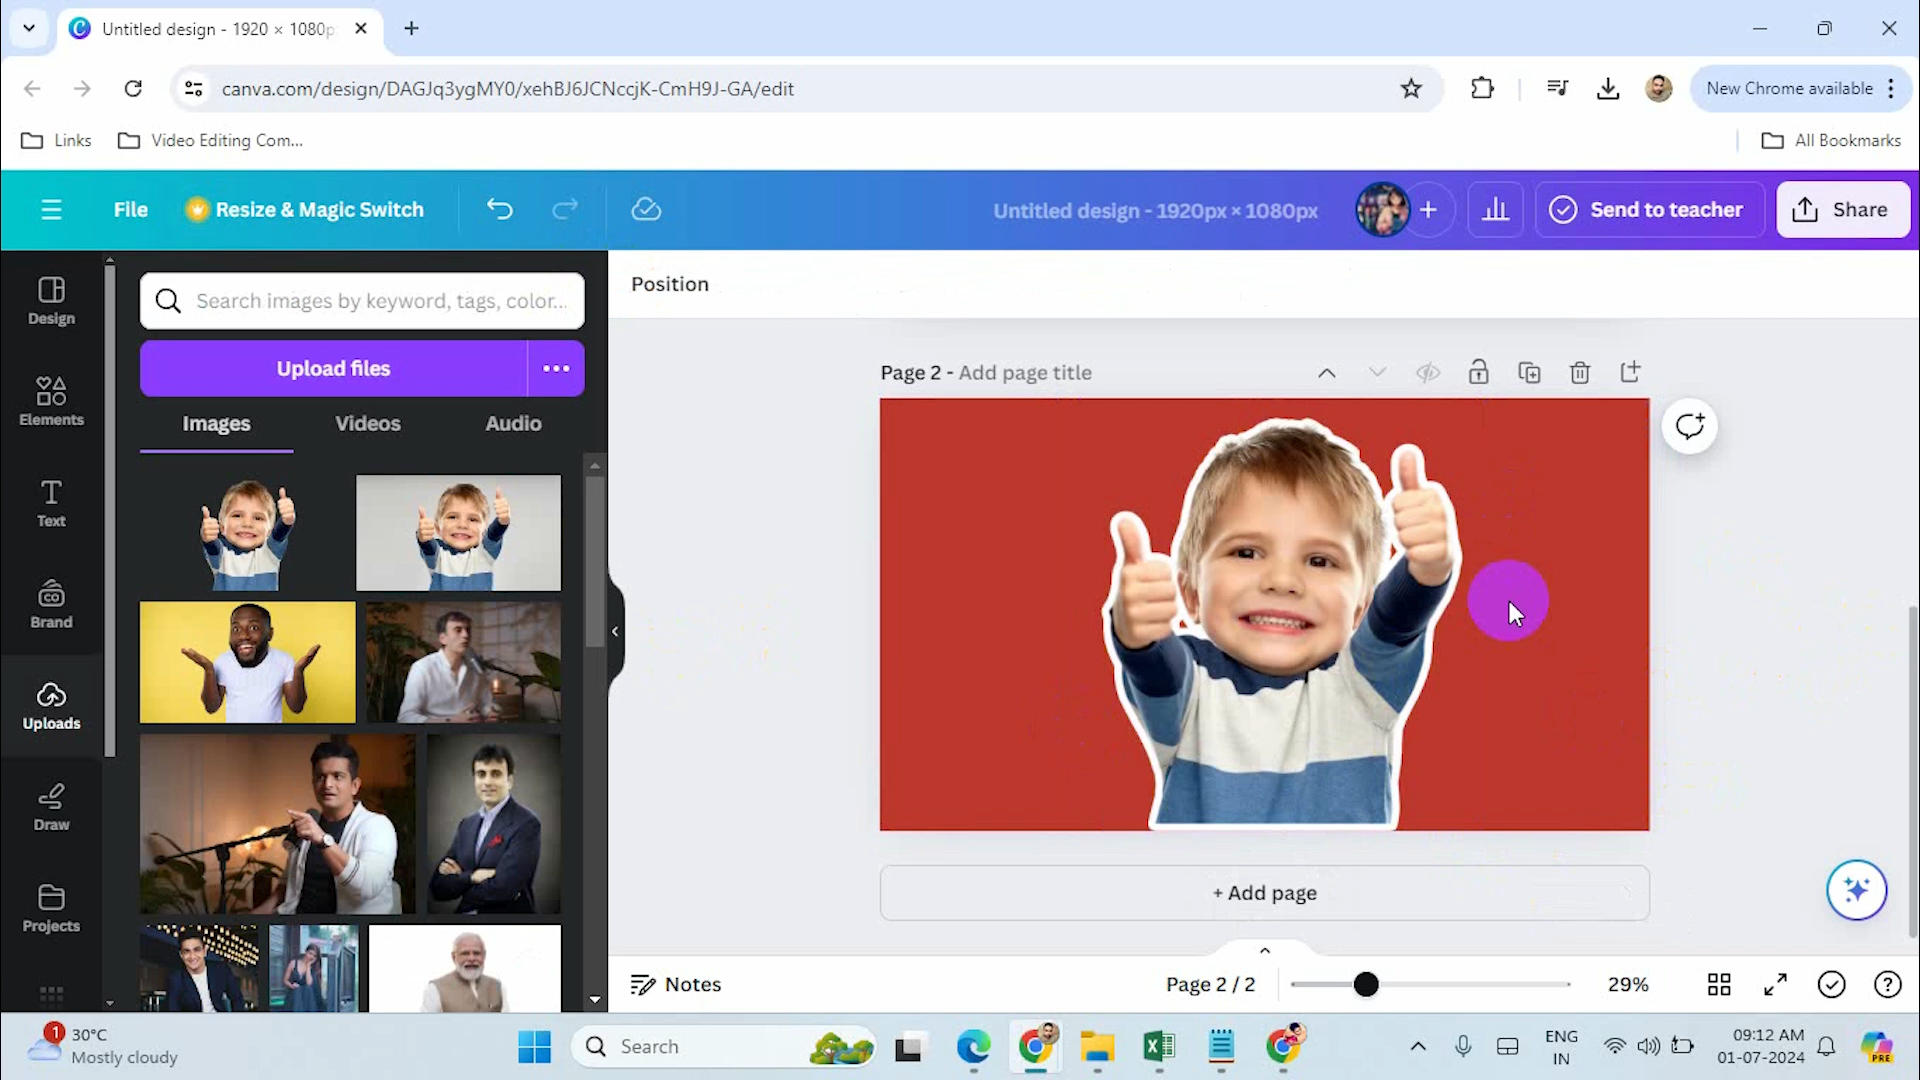 Untitled design - 1920 × 1080p
canva.com/design/DAGJq3ygMY0/xehBJ6JCNccjK-CmH9J-GA/edit
New Chrome available
Links
Video Editing Com...
All Bookmarks
File
Resize & Magic Switch
Untitled design - 1920px × 1080px
Send to teacher
Share
Design
Elements
Text
Brand
Uploads
Draw
Projects
Search images by keyword, tags, color...
Upload files
Images
Videos
Audio
Position
Page 2 - Add page title
+ Add page
Notes
Page 2 / 2
29%
1
30°C
Mostly cloudy
Search
ENG
IN
09:12 AM
01-07-2024
PRE